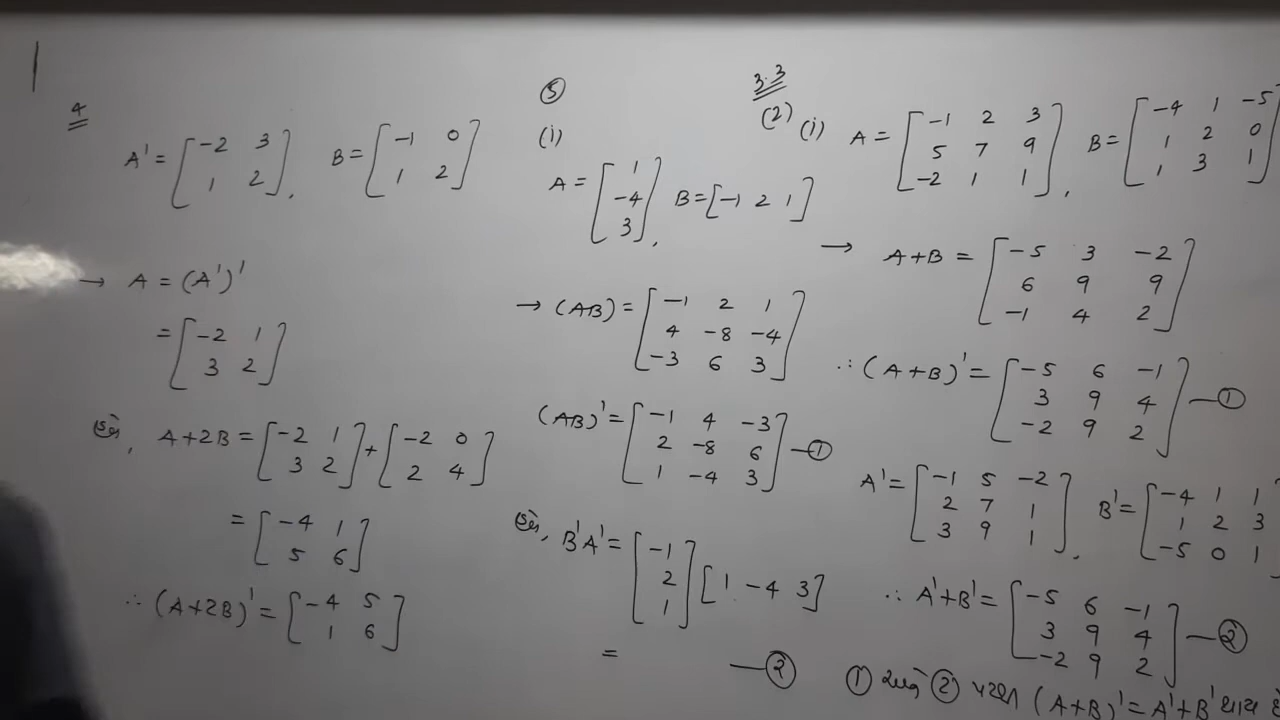 4
A' = [-2 3
1 2], B = [-1 0
1 2]
→ A = (A')'
= [-2 1
3 2]
હવે, A+2B = [-2 1
3 2] + [-2 0
2 4]
= [-4 1
5 6]
∴ (A+2B)' = [-4 5
1 6]
5
(i)
A = [1
-4
3], B = [-1 2 1]
→ (AB) = [-1 2 1
4 -8 -4
-3 6 3]
(AB)' = [-1 4 -3
2 -8 6
1 -4 3] —①
હવે, B'A' = [-1
2
1] [1 -4 3]
= —②
3.3
(2) (i) A = [-1 2 3
5 7 9
-2 1 1], B = [-4 1 -5
1 2 0
1 3 1]
→ A+B = [-5 3 -2
6 9 9
-1 4 2]
∴ (A+B)' = [-5 6 -1
3 9 4
-2 9 2] —①
A' = [-1 5 -2
2 7 1
3 9 1], B' = [-4 1 1
1 2 3
-5 0 1]
∴ A'+B' = [-5 6 -1
3 9 4
-2 9 2] —②
① અને ② પરથી (A+B)' = A'+B'